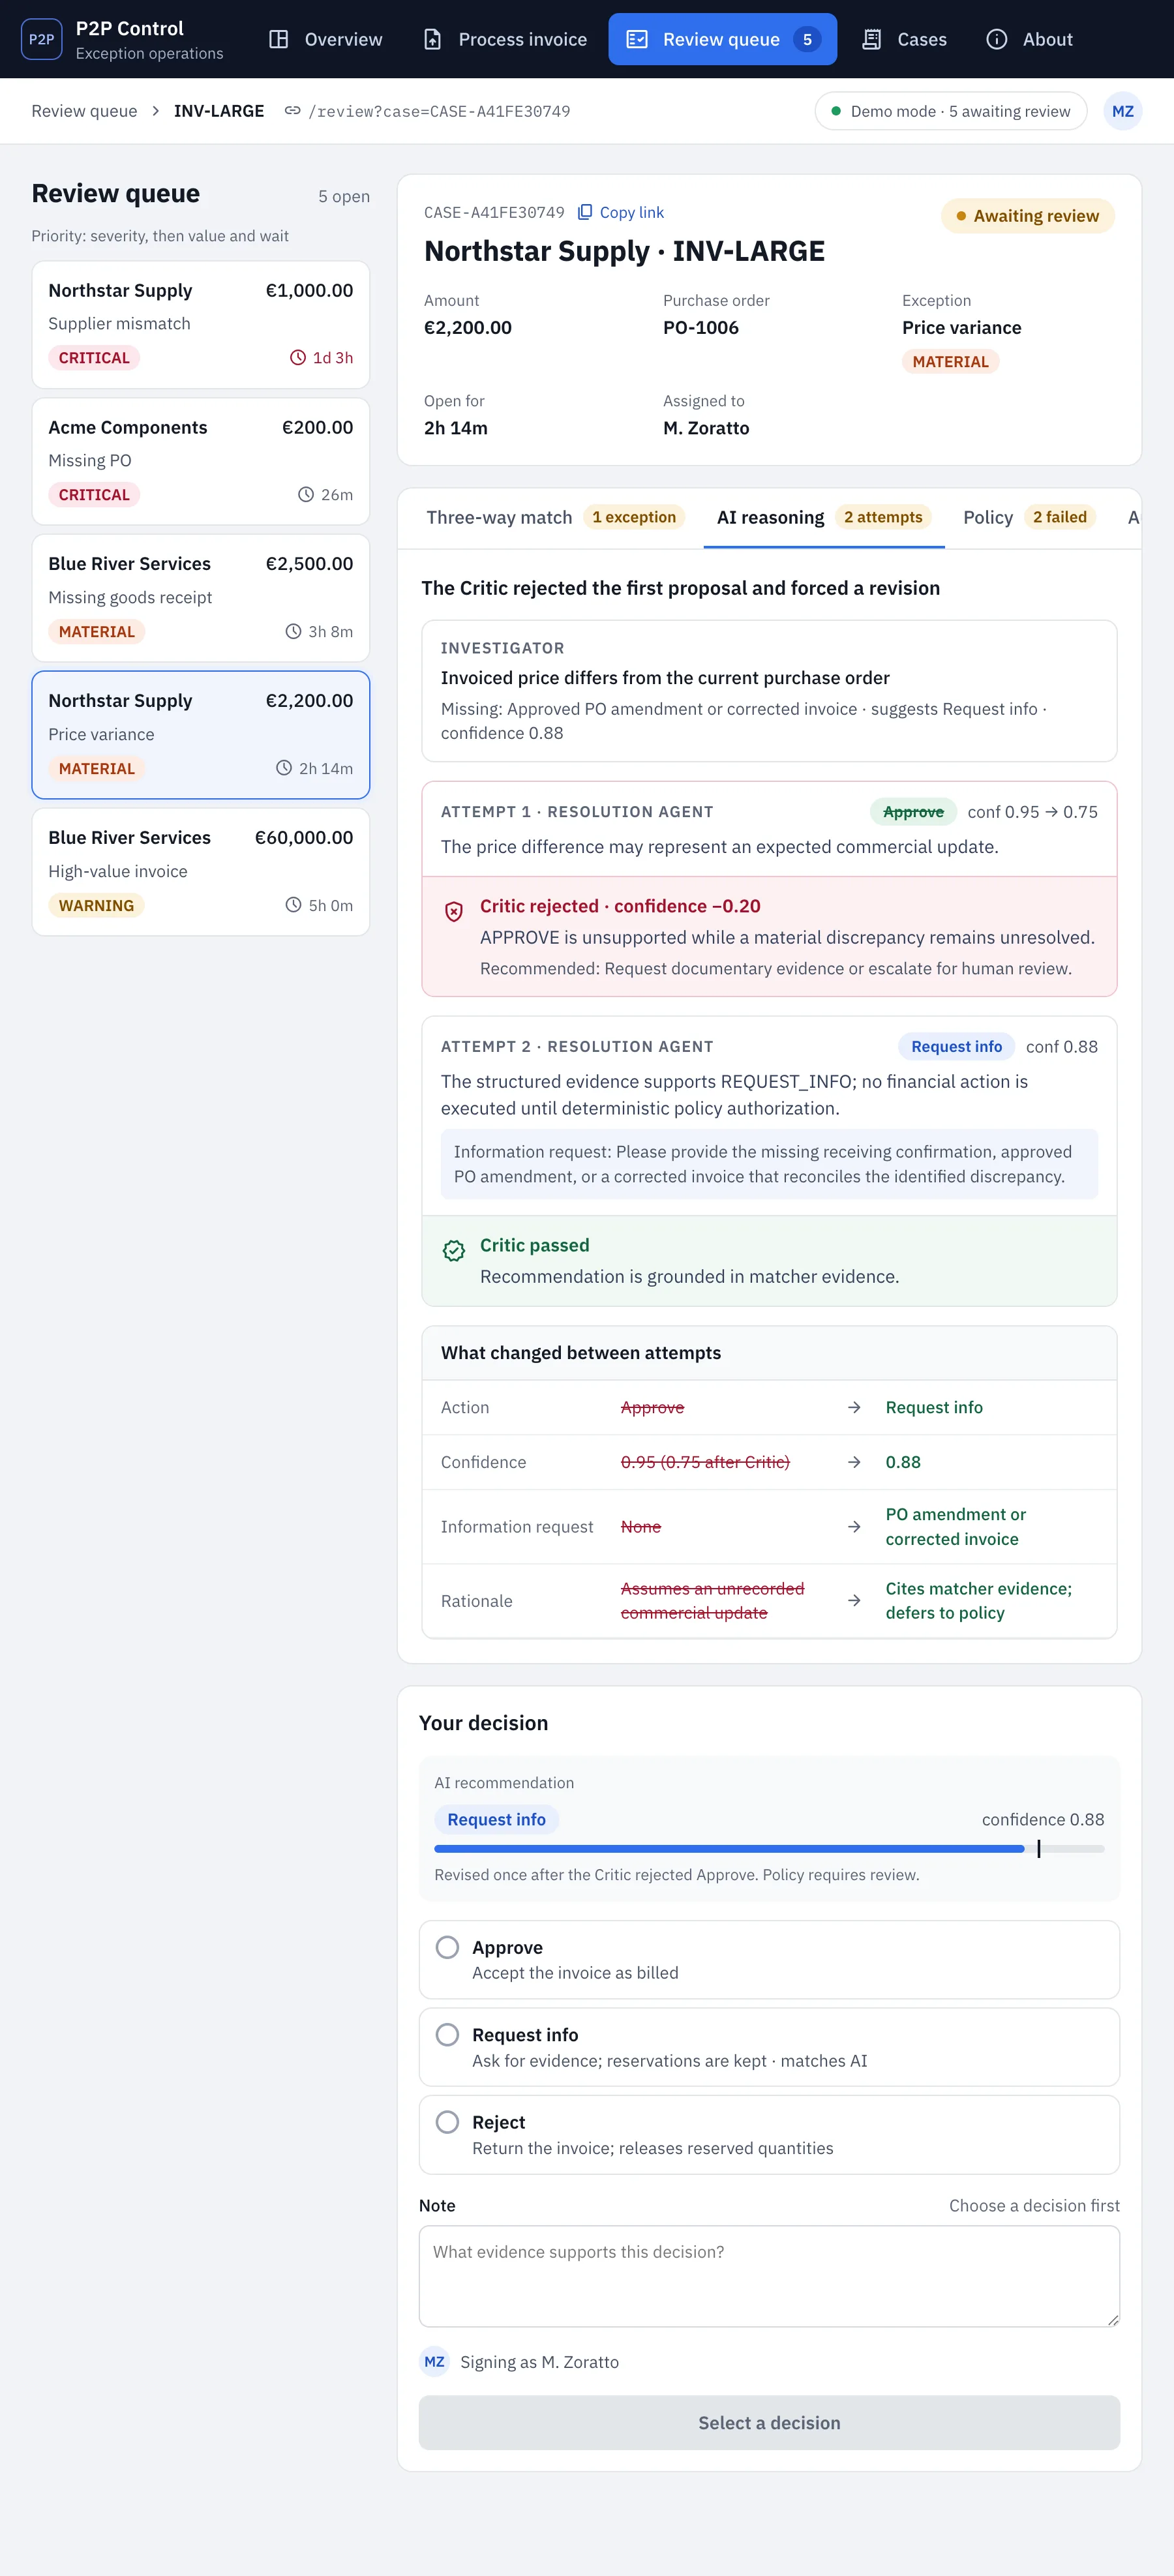 P2P
P2P Control
Exception operations
Overview
Process invoice
Review queue 5
Cases
About
Review queue > INV-LARGE /review?case=CASE-A41FE30749
Demo mode · 5 awaiting review
MZ
Review queue
5 open
Priority: severity, then value and wait
Northstar Supply €1,000.00
Supplier mismatch
CRITICAL 1d 3h
Acme Components €200.00
Missing PO
CRITICAL 26m
Blue River Services €2,500.00
Missing goods receipt
MATERIAL 3h 8m
Northstar Supply €2,200.00
Price variance
MATERIAL 2h 14m
Blue River Services €60,000.00
High-value invoice
WARNING 5h 0m
CASE-A41FE30749 Copy link
Awaiting review
Northstar Supply · INV-LARGE
Amount
€2,200.00
Purchase order
PO-1006
Exception
Price variance
MATERIAL
Open for
2h 14m
Assigned to
M. Zoratto
Three-way match 1 exception
AI reasoning 2 attempts
Policy 2 failed
A
The Critic rejected the first proposal and forced a revision
INVESTIGATOR
Invoiced price differs from the current purchase order
Missing: Approved PO amendment or corrected invoice · suggests Request info ·
confidence 0.88
ATTEMPT 1 · RESOLUTION AGENT Approve conf 0.95 → 0.75
The price difference may represent an expected commercial update.
Critic rejected · confidence −0.20
APPROVE is unsupported while a material discrepancy remains unresolved.
Recommended: Request documentary evidence or escalate for human review.
ATTEMPT 2 · RESOLUTION AGENT Request info conf 0.88
The structured evidence supports REQUEST_INFO; no financial action is
executed until deterministic policy authorization.
Information request: Please provide the missing receiving confirmation, approved
PO amendment, or a corrected invoice that reconciles the identified discrepancy.
Critic passed
Recommendation is grounded in matcher evidence.
What changed between attempts
Action Approve → Request info
Confidence 0.95 (0.75 after Critic) → 0.88
Information request None → PO amendment or
corrected invoice
Rationale Assumes an unrecorded
commercial update → Cites matcher evidence;
defers to policy
Your decision
AI recommendation
Request info confidence 0.88
Revised once after the Critic rejected Approve. Policy requires review.
Approve
Accept the invoice as billed
Request info
Ask for evidence; reservations are kept · matches AI
Reject
Return the invoice; releases reserved quantities
Note Choose a decision first
What evidence supports this decision?
MZ Signing as M. Zoratto
Select a decision